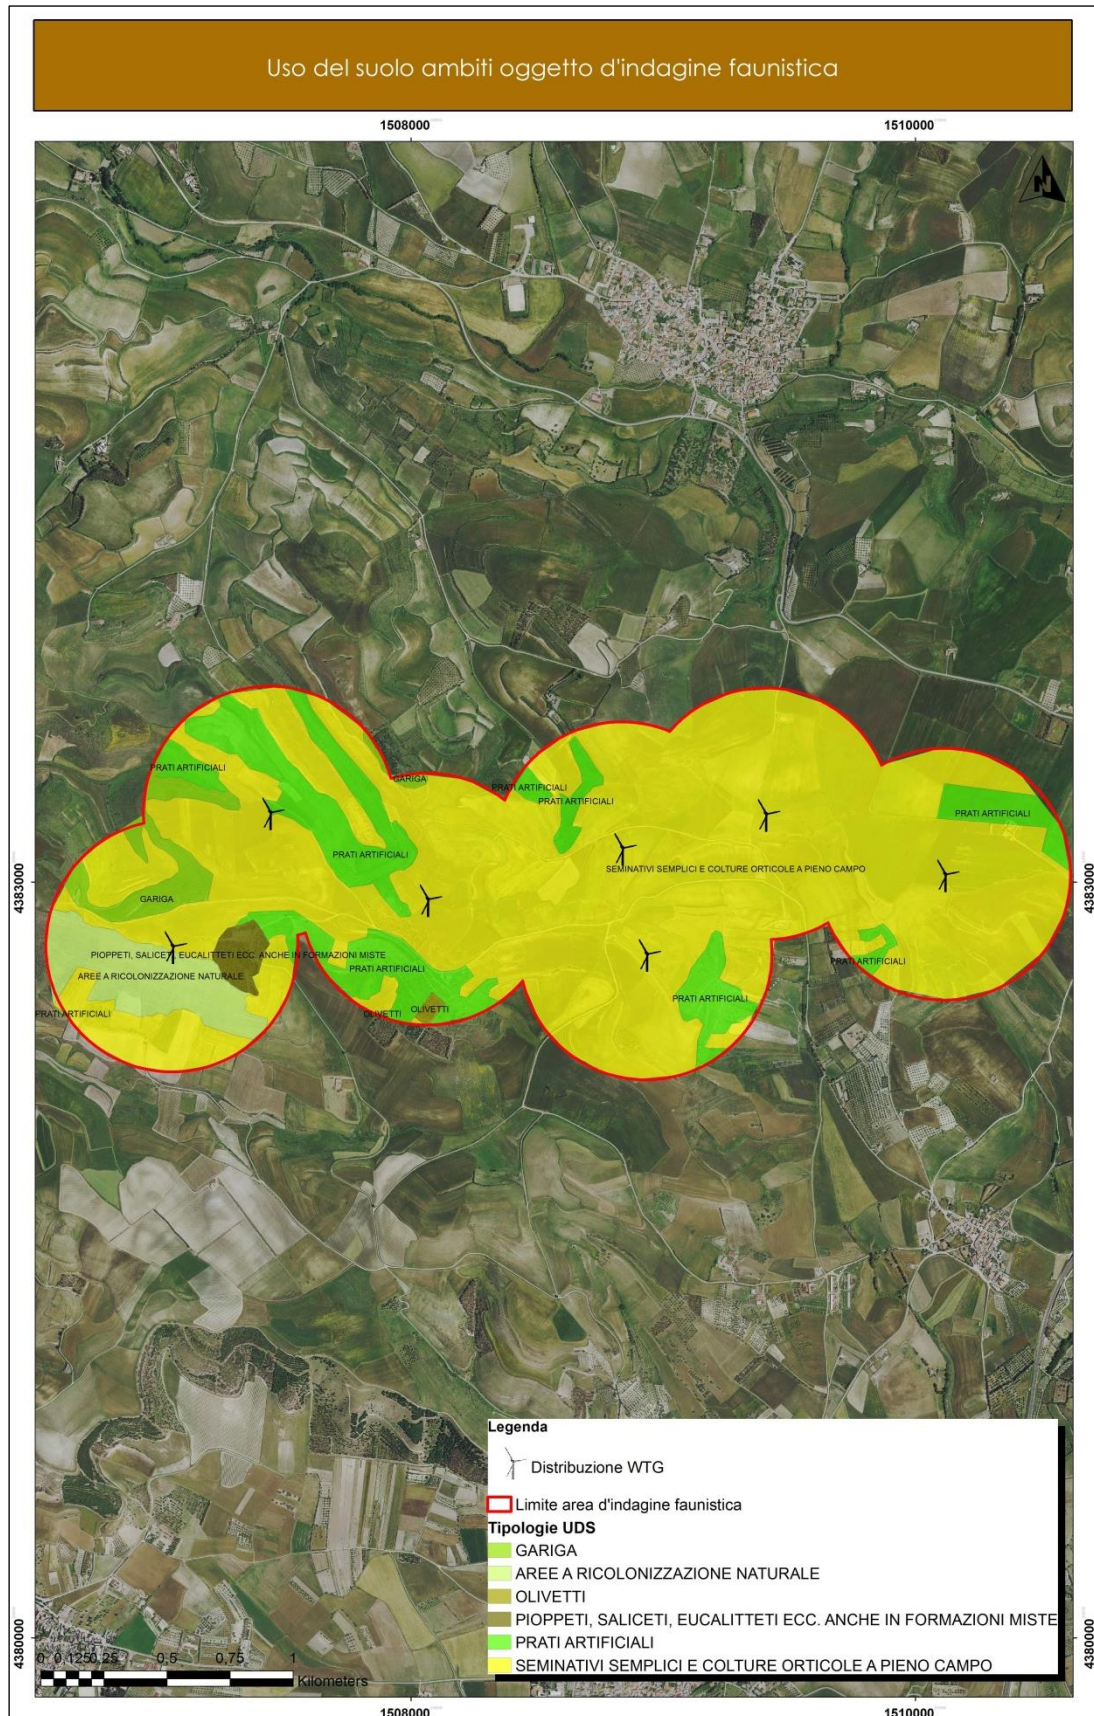 Uso del suolo ambiti oggetto d'indagine faunistica
1508000
1510000
N
PRATI ARTIFICIALI
GARIGA
PRATI ARTIFICIALI
PRATI ARTIFICIALI
PRATI ARTIFICIALI
PRATI ARTIFICIALI
SEMINATIVI SEMPLICI E COLTURE ORTICOLE A PIENO CAMPO
4383000
4383000
GARIGA
PIOPPETI, SALICETI, EUCALITTETI ECC. ANCHE IN FORMAZIONI MISTE
PRATI ARTIFICIALI
PRATI ARTIFICIALI
AREE A RICOLONIZZAZIONE NATURALE
PRATI ARTIFICIALI
PRATI ARTIFICIALI
OLIVETTI
OLIVETTI
Legenda
Distribuzione WTG
Limite area d'indagine faunistica
Tipologie UDS
GARIGA
AREE A RICOLONIZZAZIONE NATURALE
OLIVETTI
PIOPPETI, SALICETI, EUCALITTETI ECC. ANCHE IN FORMAZIONI MISTE
PRATI ARTIFICIALI
SEMINATIVI SEMPLICI E COLTURE ORTICOLE A PIENO CAMPO
4380000
4380000
0 0,1250,25 0,5 0,75 1
Kilometers
1508000
1510000